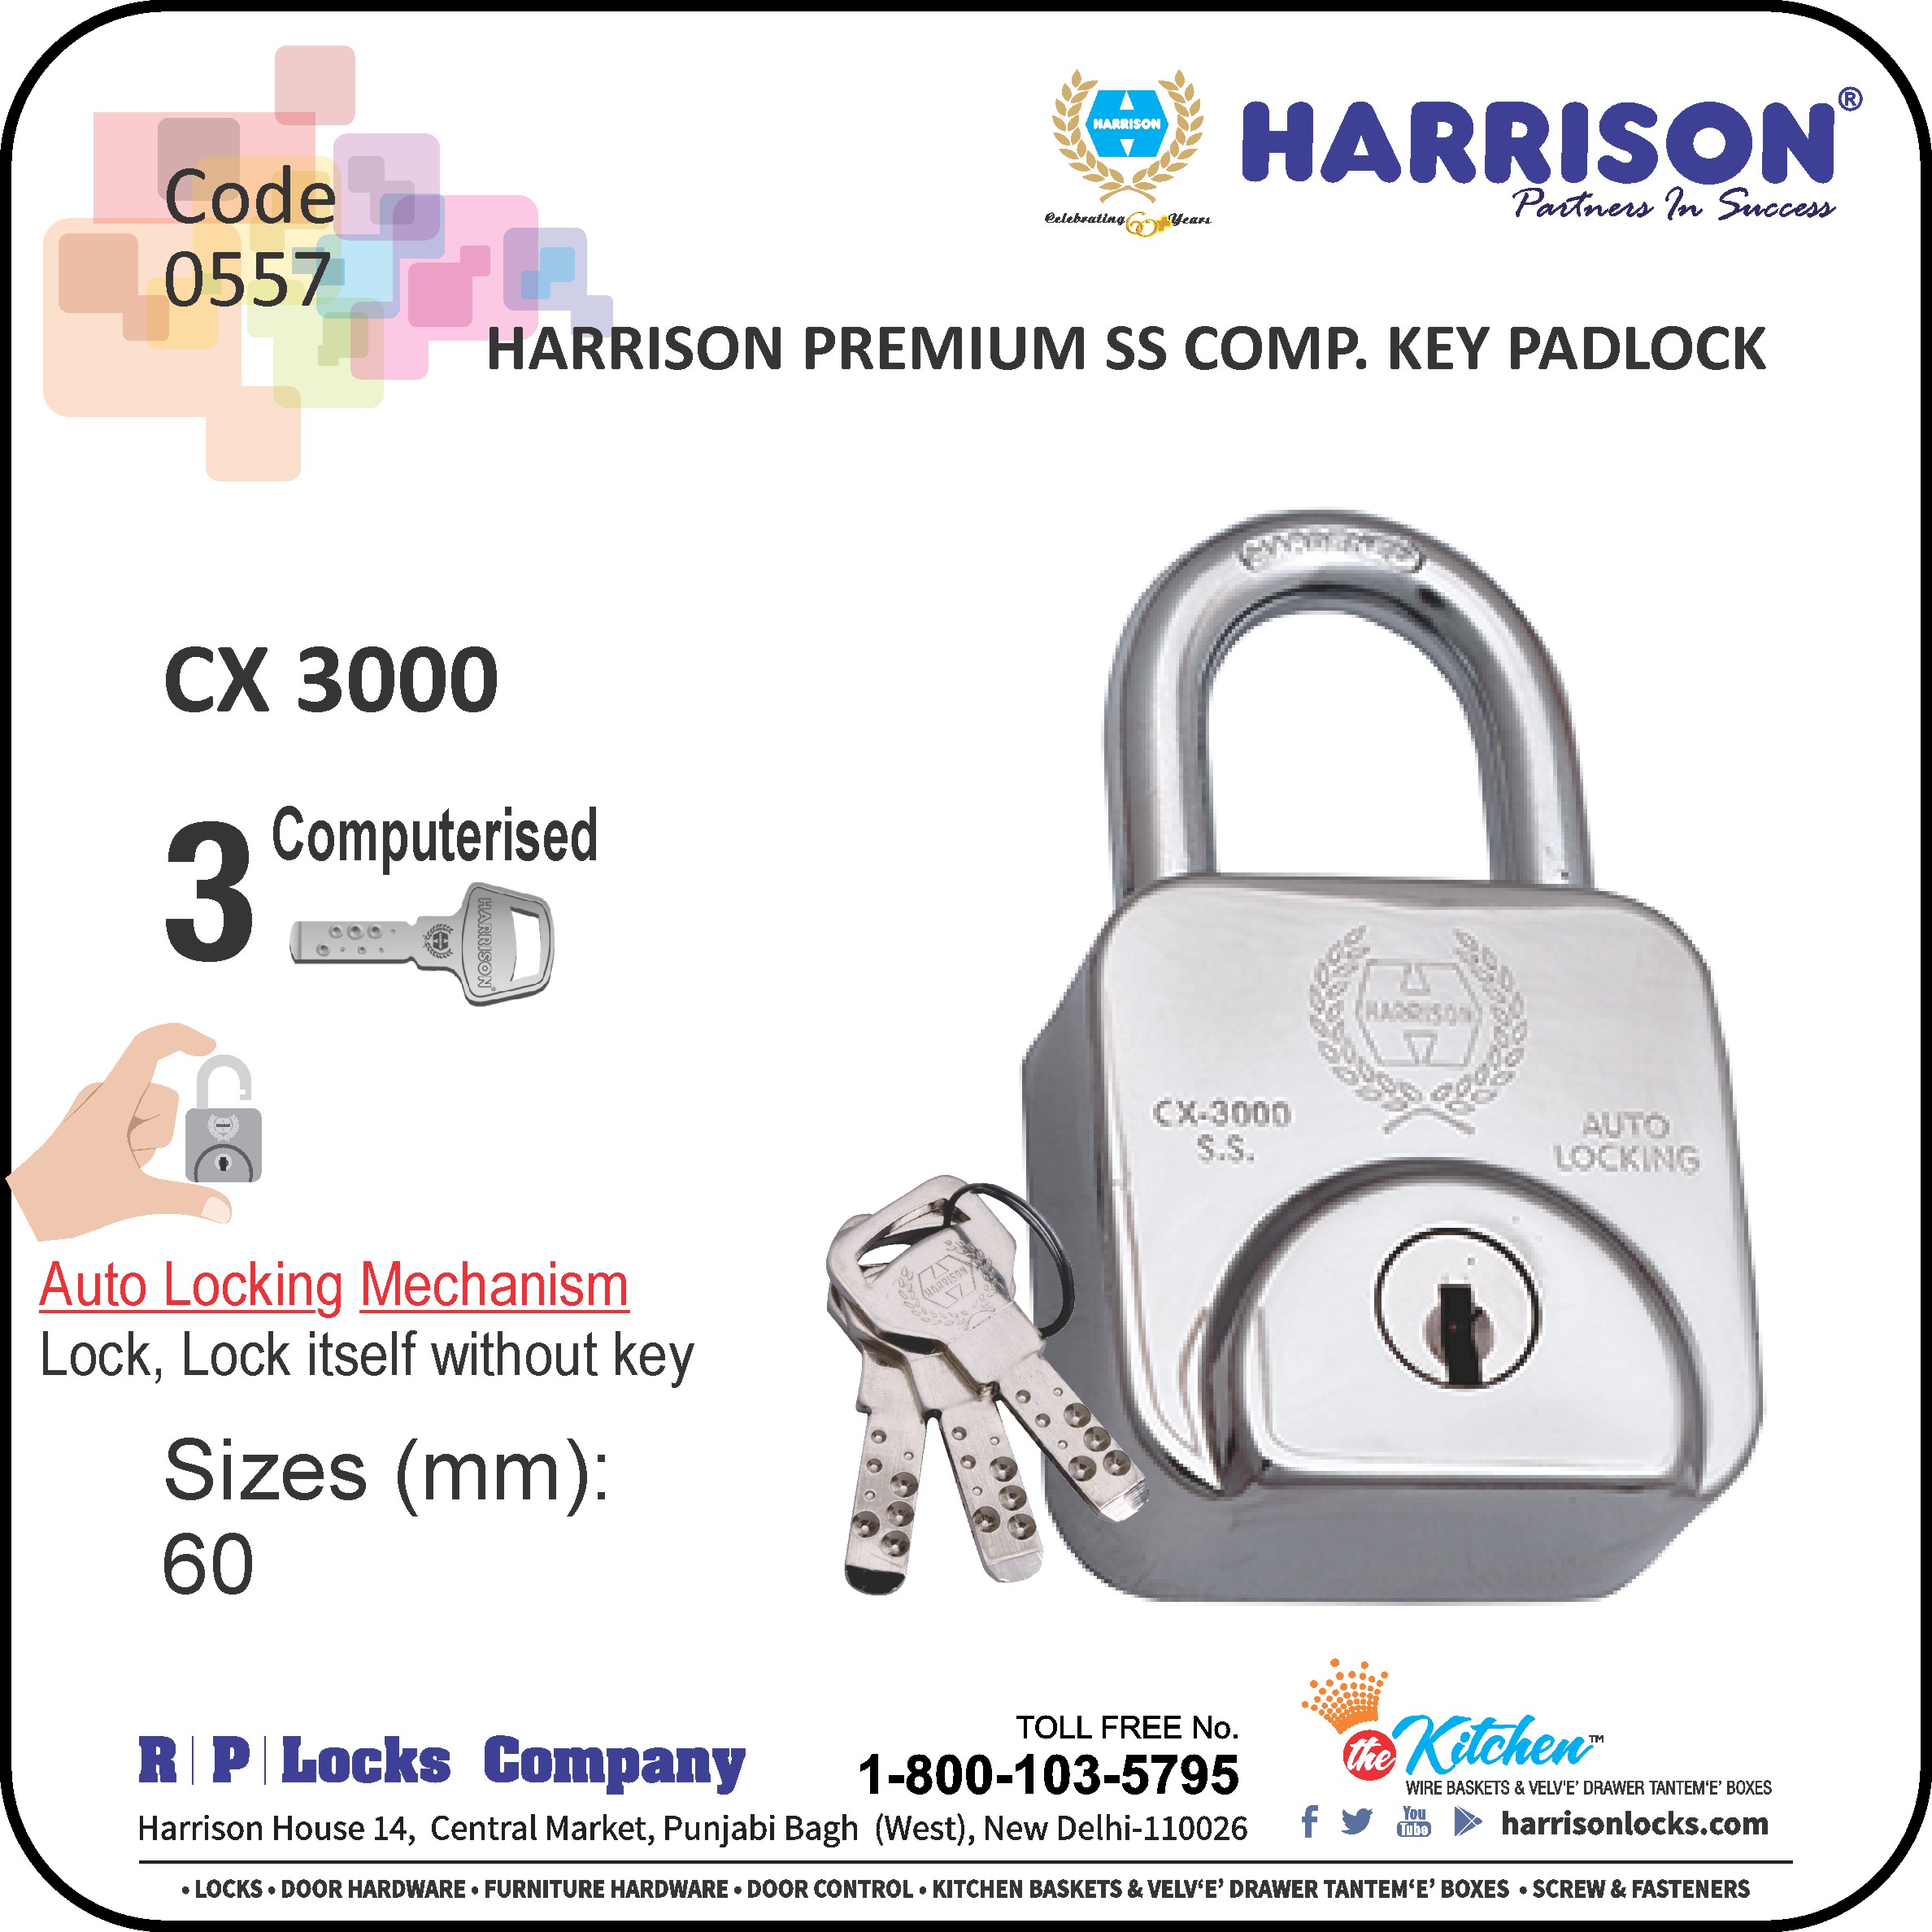 Code
0557
HARRISON
Celebrating 60+ Years
HARRISON®
Partners In Success
HARRISON PREMIUM SS COMP. KEY PADLOCK
CX 3000
3 Computerised
HARRISON
HARRISON
CX-3000
S.S.
AUTO
LOCKING
HARRISON
Auto Locking Mechanism
Lock, Lock itself without key
Sizes (mm):
60
R|P|Locks Company
TOLL FREE No.
1-800-103-5795
the Kitchen™
WIRE BASKETS & VELV'E' DRAWER TANTEM'E' BOXES
Harrison House 14, Central Market, Punjabi Bagh (West), New Delhi-110026
f You Tube harrisonlocks.com
• LOCKS • DOOR HARDWARE • FURNITURE HARDWARE • DOOR CONTROL • KITCHEN BASKETS & VELV‘E’ DRAWER TANTEM‘E’ BOXES • SCREW & FASTENERS